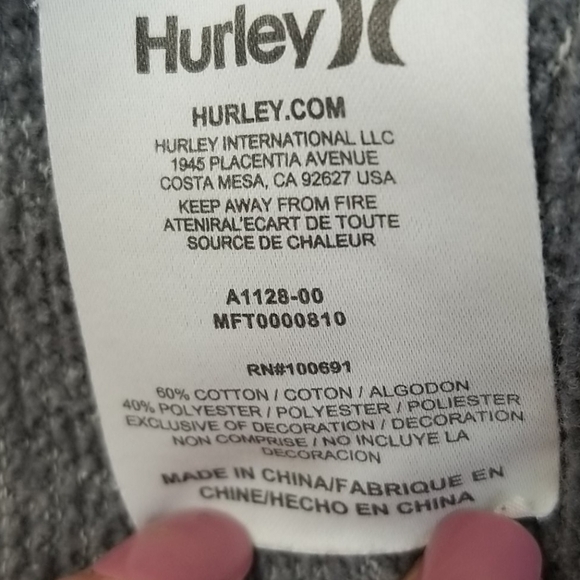 Hurley
HURLEY.COM
HURLEY INTERNATIONAL LLC
1945 PLACENTIA AVENUE
COSTA MESA, CA 92627 USA
KEEP AWAY FROM FIRE
ATENIRAL'ECART DE TOUTE
SOURCE DE CHALEUR
A1128-00
MFT0000810
RN#100691
60% COTTON / COTON / ALGODON
40% POLYESTER / POLYESTER / POLIESTER
EXCLUSIVE OF DECORATION / DECORATION
NON COMPRISE / NO INCLUYE LA
DECORACION
MADE IN CHINA/FABRIQUE EN
CHINE/HECHO EN CHINA